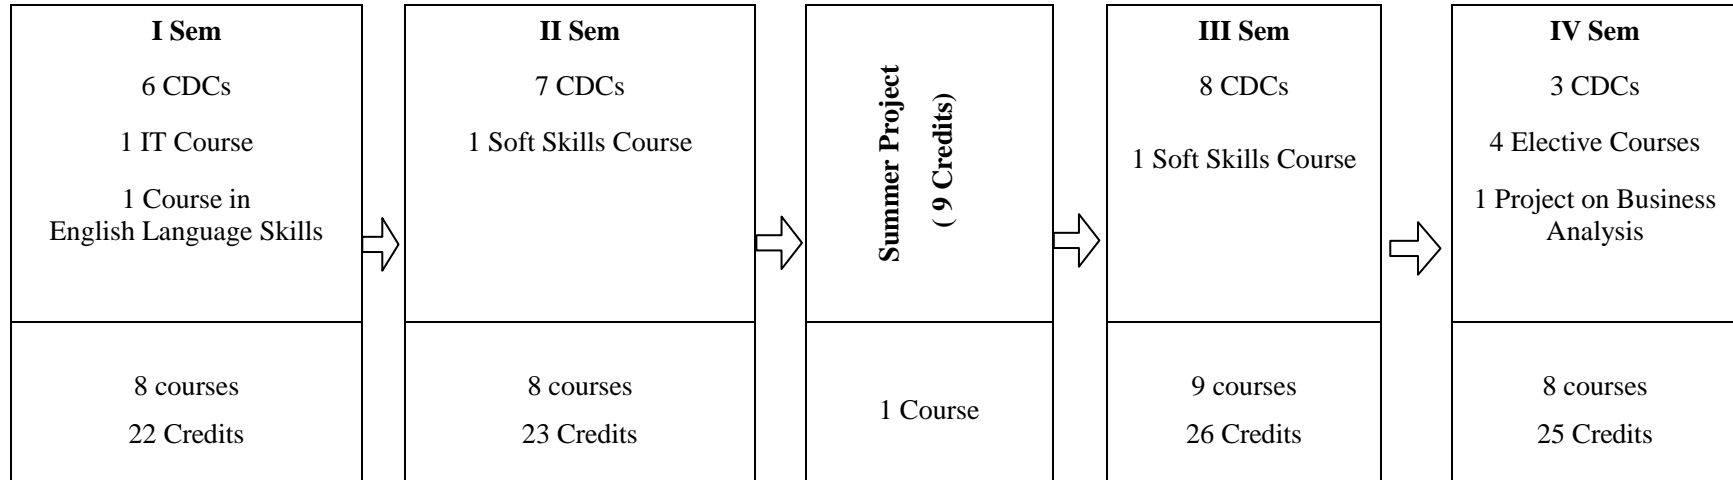 I Sem
6 CDCs
1 IT Course
1 Course in
English Language Skills
8 courses
22 Credits
II Sem
7 CDCs
1 Soft Skills Course
8 courses
23 Credits
Summer Project
( 9 Credits)
1 Course
III Sem
8 CDCs
1 Soft Skills Course
9 courses
26 Credits
IV Sem
3 CDCs
4 Elective Courses
1 Project on Business
Analysis
8 courses
25 Credits